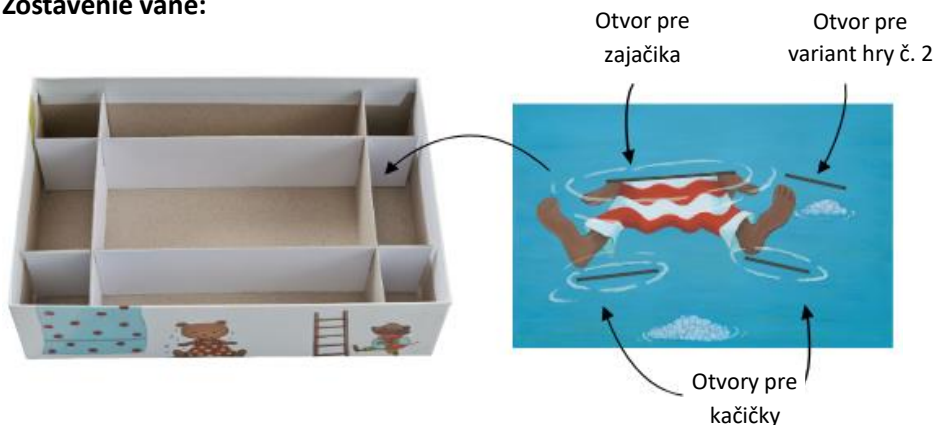 Zostavenie vane:
Otvor pre
zajačika
Otvor pre
variant hry č. 2
Otvory pre
kačičky